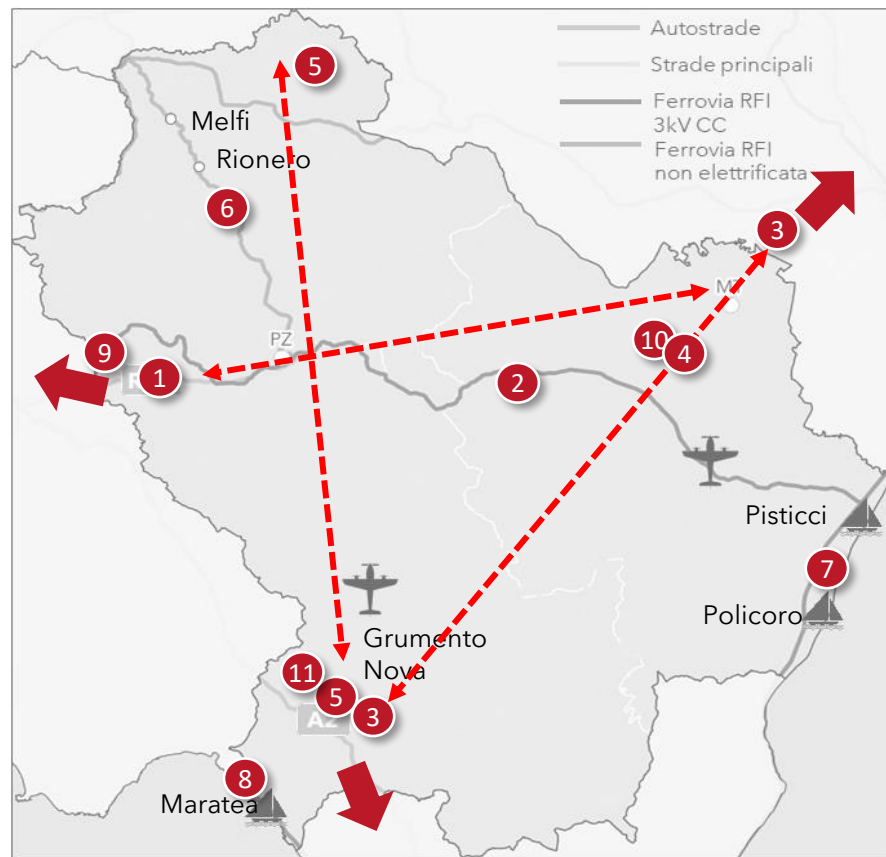 Autostrade
Strade principali
Ferrovia RFI
3kV CC
Ferrovia RFI
non elettrificata
5
Melfi
Rionero
6
3
MT
PZ
10
4
9
1
2
Pisticci
7
Policoro
Grumento
Nova
11
5
3
A2
8
Maratea